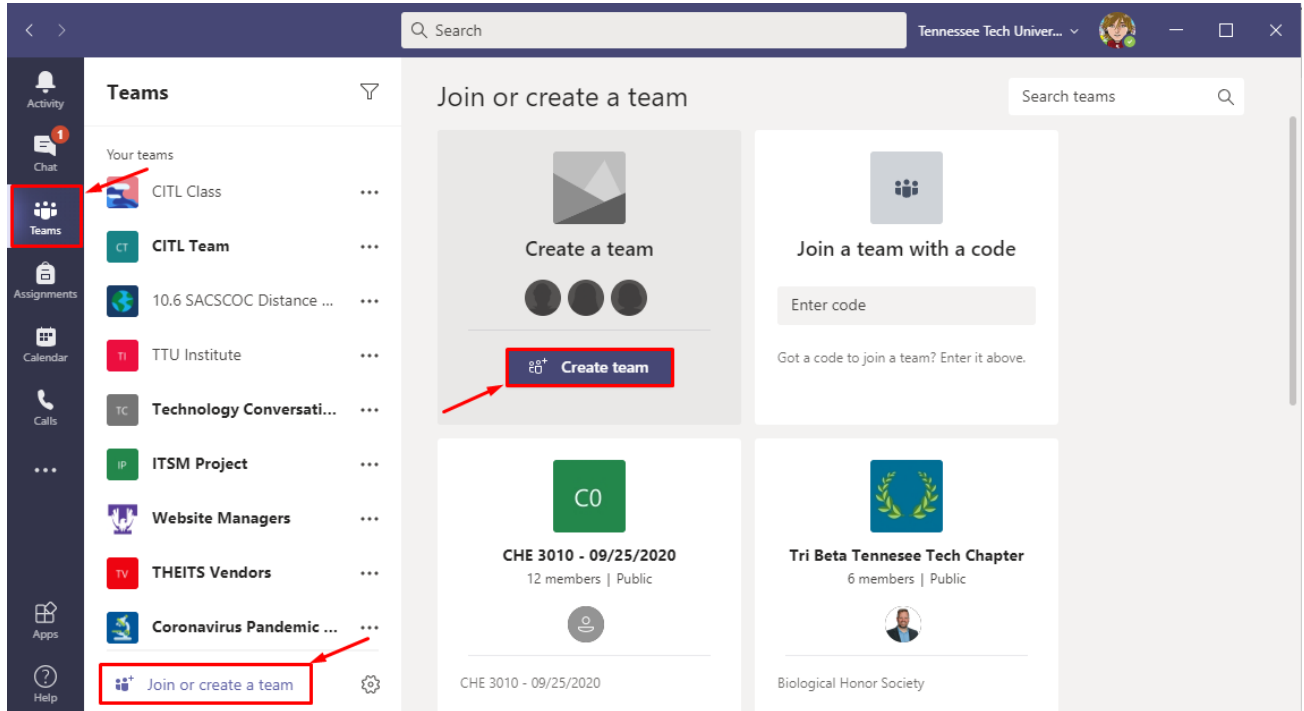 Search
Tennessee Tech Univer...
Activity
1
Chat
Teams
Assignments
Calendar
Calls
Apps
Help
Teams
Your teams
CITL Class
CT
CITL Team
10.6 SACSCOC Distance ...
TI
TTU Institute
TC
Technology Conversati...
IP
ITSM Project
Website Managers
TV
THEITS Vendors
Coronavirus Pandemic ...
Join or create a team
Join or create a team
Search teams
Create a team
Create team
Join a team with a code
Enter code
Got a code to join a team? Enter it above.
C0
CHE 3010 - 09/25/2020
12 members | Public
CHE 3010 - 09/25/2020
Tri Beta Tennesee Tech Chapter
6 members | Public
Biological Honor Society